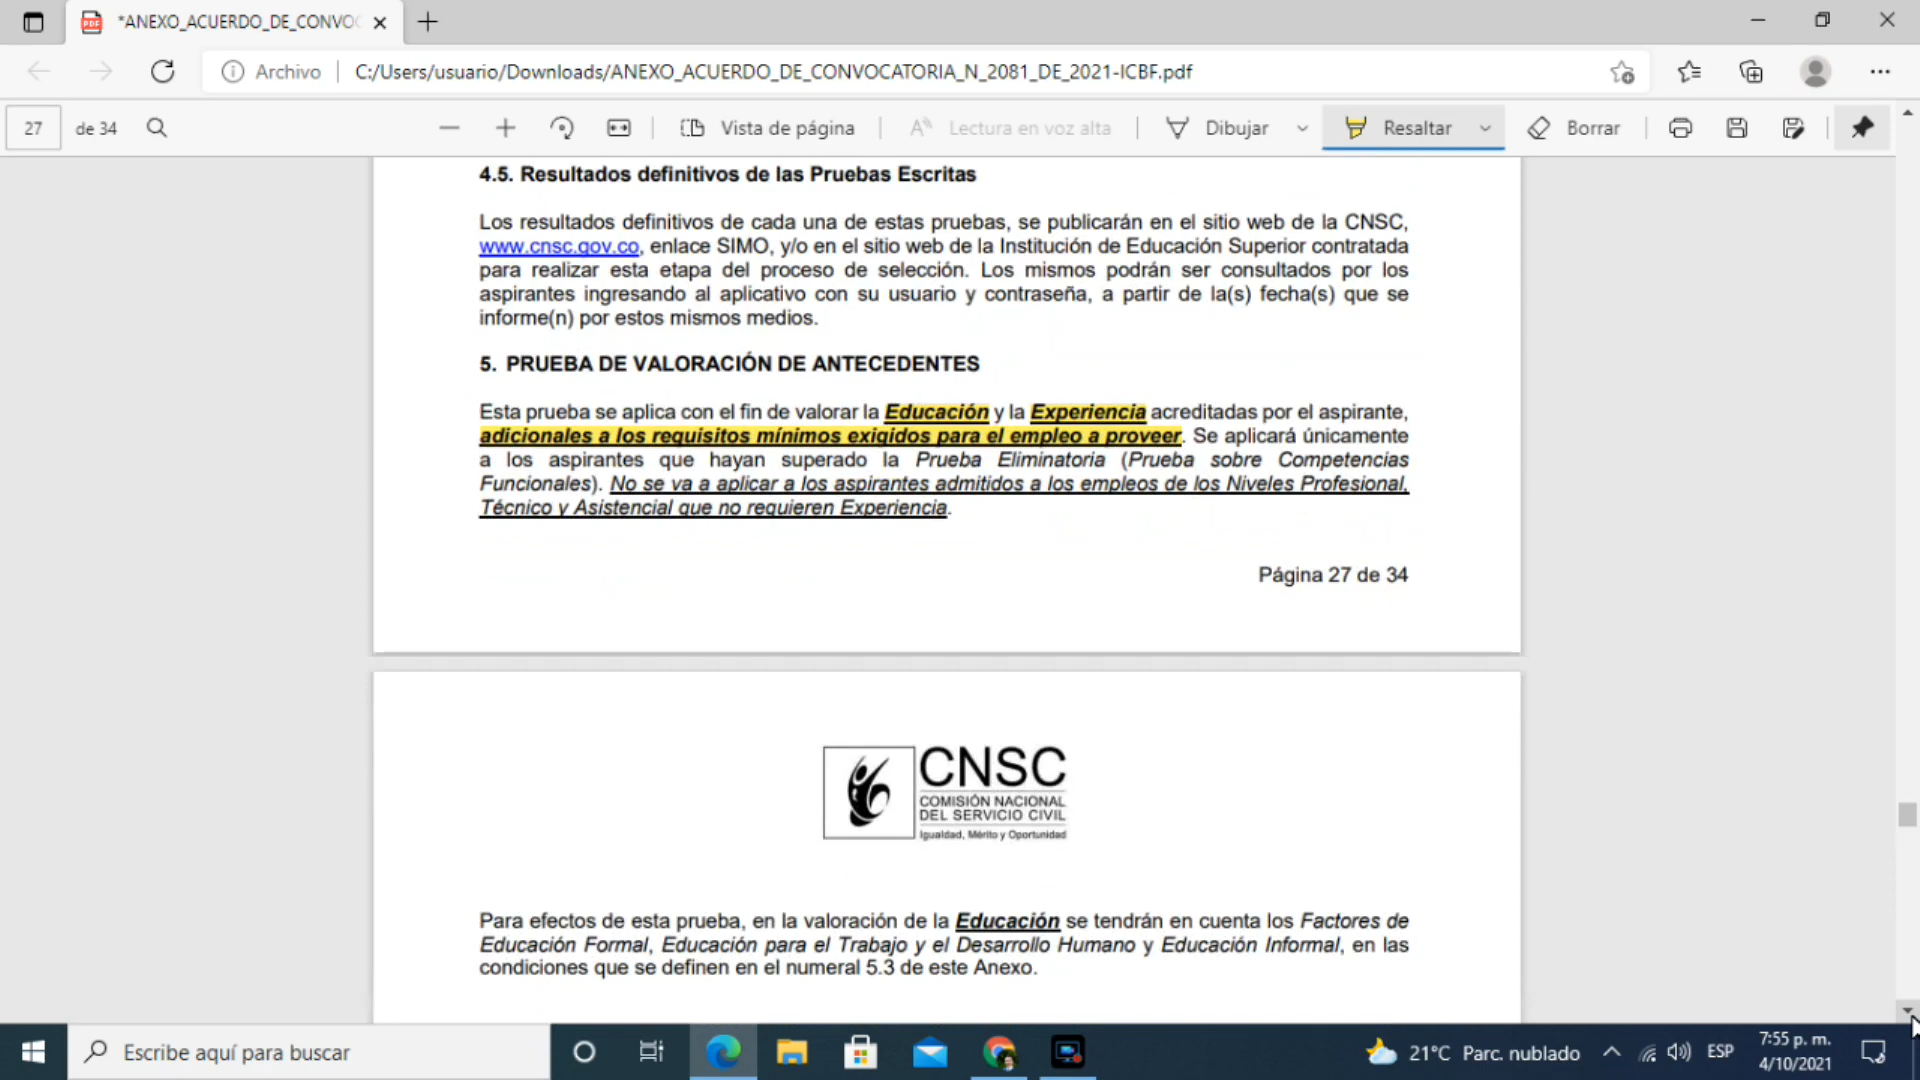 *ANEXO_ACUERDO_DE_CONVOC
Archivo
C:/Users/usuario/Downloads/ANEXO_ACUERDO_DE_CONVOCATORIA_N_2081_DE_2021-ICBF.pdf
27 de 34 Vista de página Lectura en voz alta Dibujar Resaltar Borrar
4.5. Resultados definitivos de las Pruebas Escritas
Los resultados definitivos de cada una de estas pruebas, se publicarán en el sitio web de la CNSC,
www.cnsc.gov.co, enlace SIMO, y/o en el sitio web de la Institución de Educación Superior contratada
para realizar esta etapa del proceso de selección. Los mismos podrán ser consultados por los
aspirantes ingresando al aplicativo con su usuario y contraseña, a partir de la(s) fecha(s) que se
informe(n) por estos mismos medios.
5. PRUEBA DE VALORACIÓN DE ANTECEDENTES
Esta prueba se aplica con el fin de valorar la Educación y la Experiencia acreditadas por el aspirante,
adicionales a los requisitos mínimos exigidos para el empleo a proveer. Se aplicará únicamente
a los aspirantes que hayan superado la Prueba Eliminatoria (Prueba sobre Competencias
Funcionales). No se va a aplicar a los aspirantes admitidos a los empleos de los Niveles Profesional,
Técnico y Asistencial que no requieren Experiencia.
Página 27 de 34
CNSC
COMISIÓN NACIONAL
DEL SERVICIO CIVIL
Igualdad, Mérito y Oportunidad
Para efectos de esta prueba, en la valoración de la Educación se tendrán en cuenta los Factores de
Educación Formal, Educación para el Trabajo y el Desarrollo Humano y Educación Informal, en las
condiciones que se definen en el numeral 5.3 de este Anexo.
Escribe aquí para buscar
21°C Parc. nublado
ESP
7:55 p. m.
4/10/2021